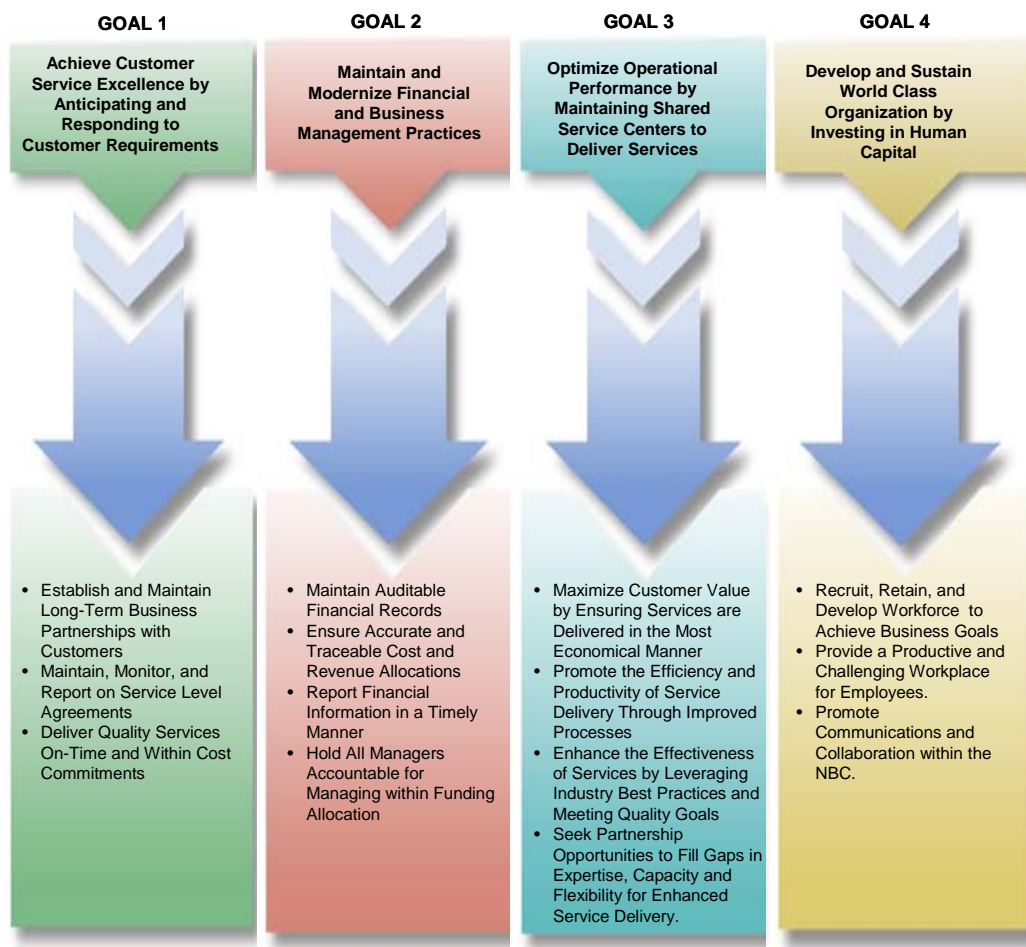 GOAL 1
Achieve Customer
Service Excellence by
Anticipating and
Responding to
Customer Requirements
• Establish and Maintain
Long-Term Business
Partnerships with
Customers
• Maintain, Monitor, and
Report on Service Level
Agreements
• Deliver Quality Services
On-Time and Within Cost
Commitments
GOAL 2
Maintain and
Modernize Financial
and Business
Management Practices
• Maintain Auditable
Financial Records
• Ensure Accurate and
Traceable Cost and
Revenue Allocations
• Report Financial
Information in a Timely
Manner
• Hold All Managers
Accountable for
Managing within Funding
Allocation
GOAL 3
Optimize Operational
Performance by
Maintaining Shared
Service Centers to
Deliver Services
• Maximize Customer Value
by Ensuring Services are
Delivered in the Most
Economical Manner
• Promote the Efficiency and
Productivity of Service
Delivery Through Improved
Processes
• Enhance the Effectiveness
of Services by Leveraging
Industry Best Practices and
Meeting Quality Goals
• Seek Partnership
Opportunities to Fill Gaps in
Expertise, Capacity and
Flexibility for Enhanced
Service Delivery.
GOAL 4
Develop and Sustain
World Class
Organization by
Investing in Human
Capital
• Recruit, Retain, and
Develop Workforce to
Achieve Business Goals
• Provide a Productive and
Challenging Workplace
for Employees.
• Promote
Communications and
Collaboration within the
NBC.